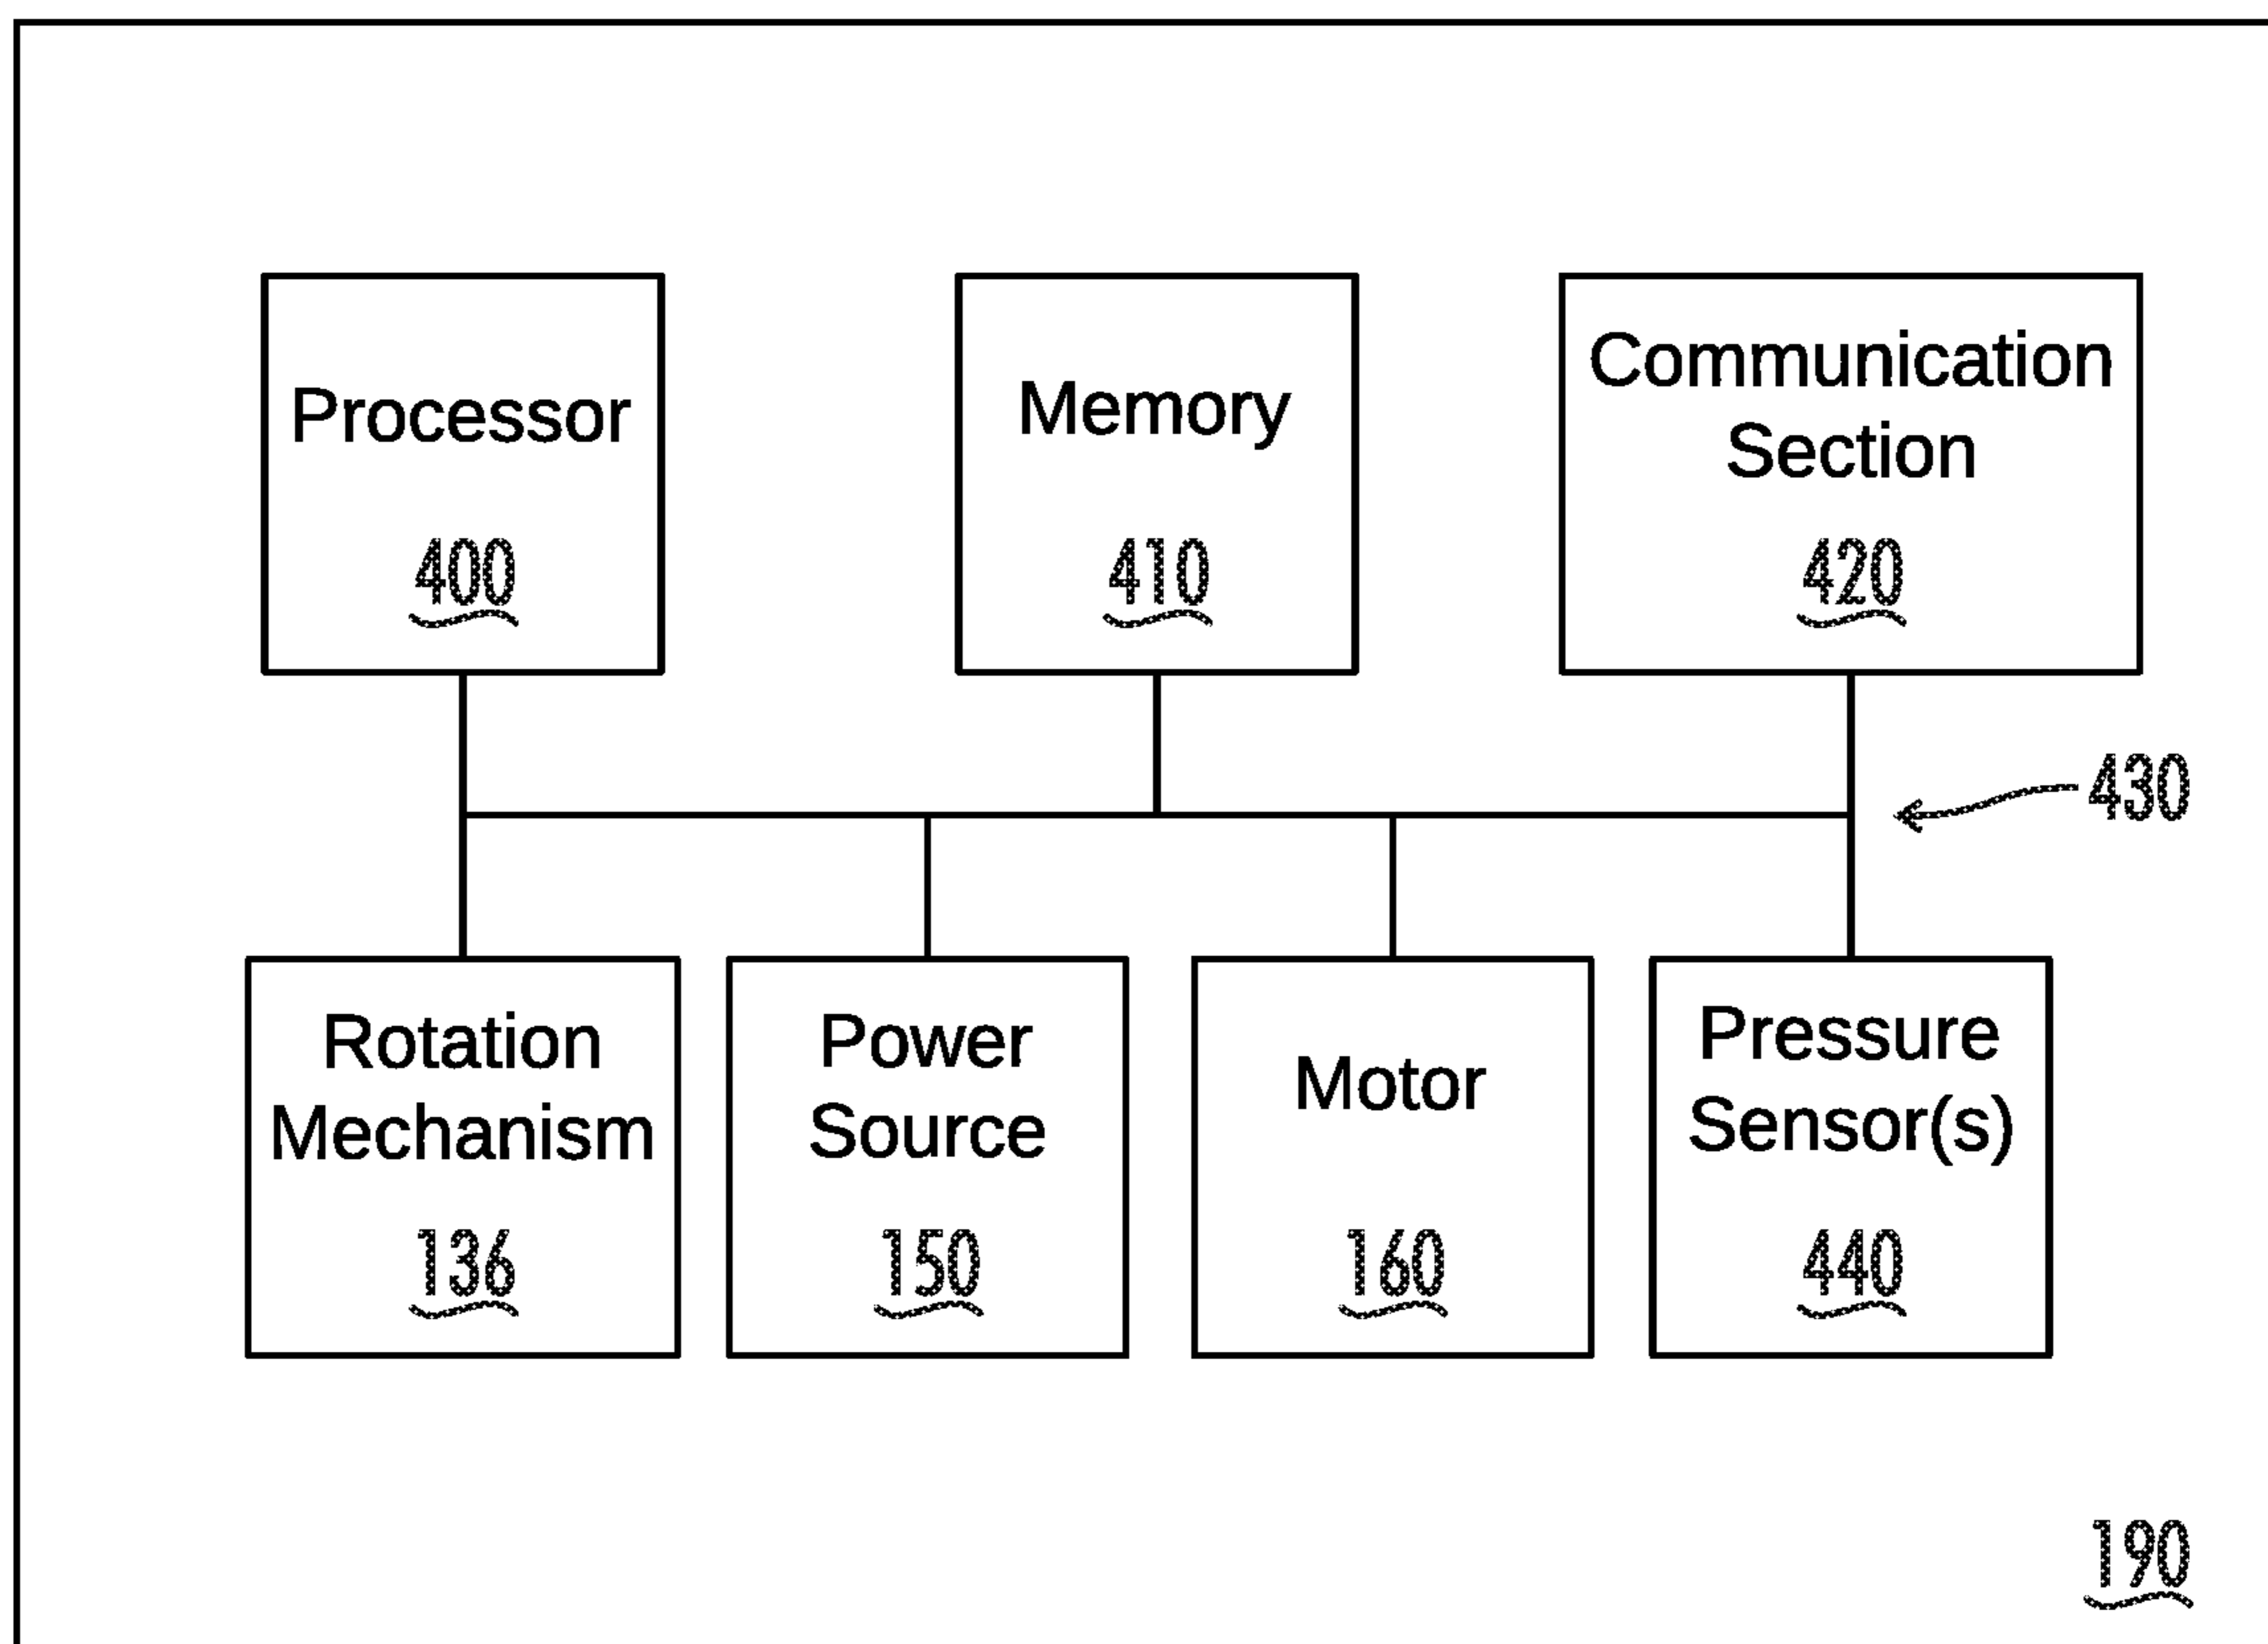 Processor
400
Memory
410
Communication
Section
420
430
Rotation
Mechanism
136
Power
Source
150
Motor
160
Pressure
Sensor(s)
440
190